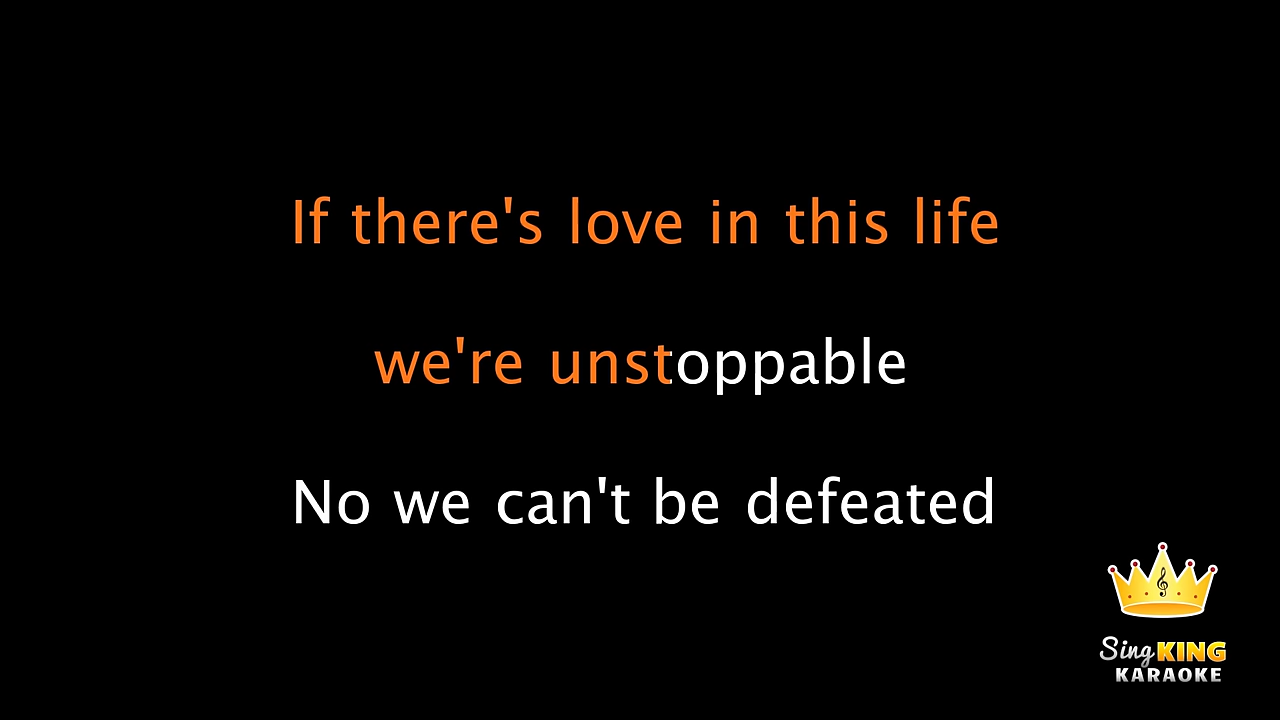 If there's love in this life
we're unstoppable
No we can't be defeated
Sing KING
KARAOKE